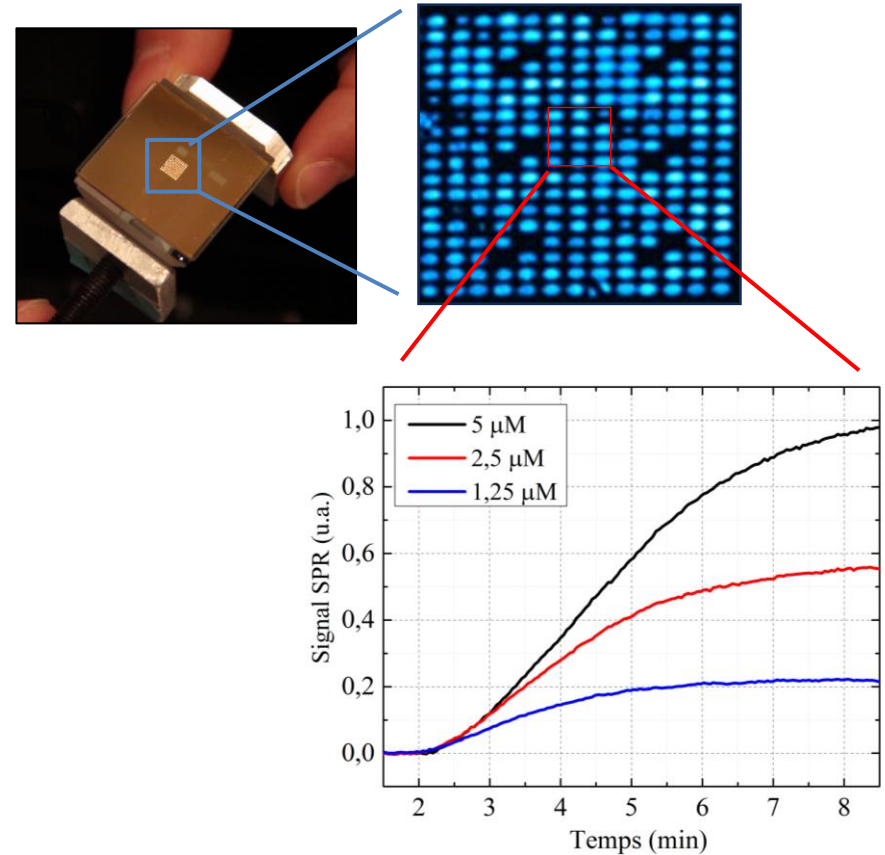 1,0
0,8
0,6
0,4
0,2
0,0
Signal SPR (u.a.)
5 μM
2,5 μM
1,25 μM
2 3 4 5 6 7 8
Temps (min)